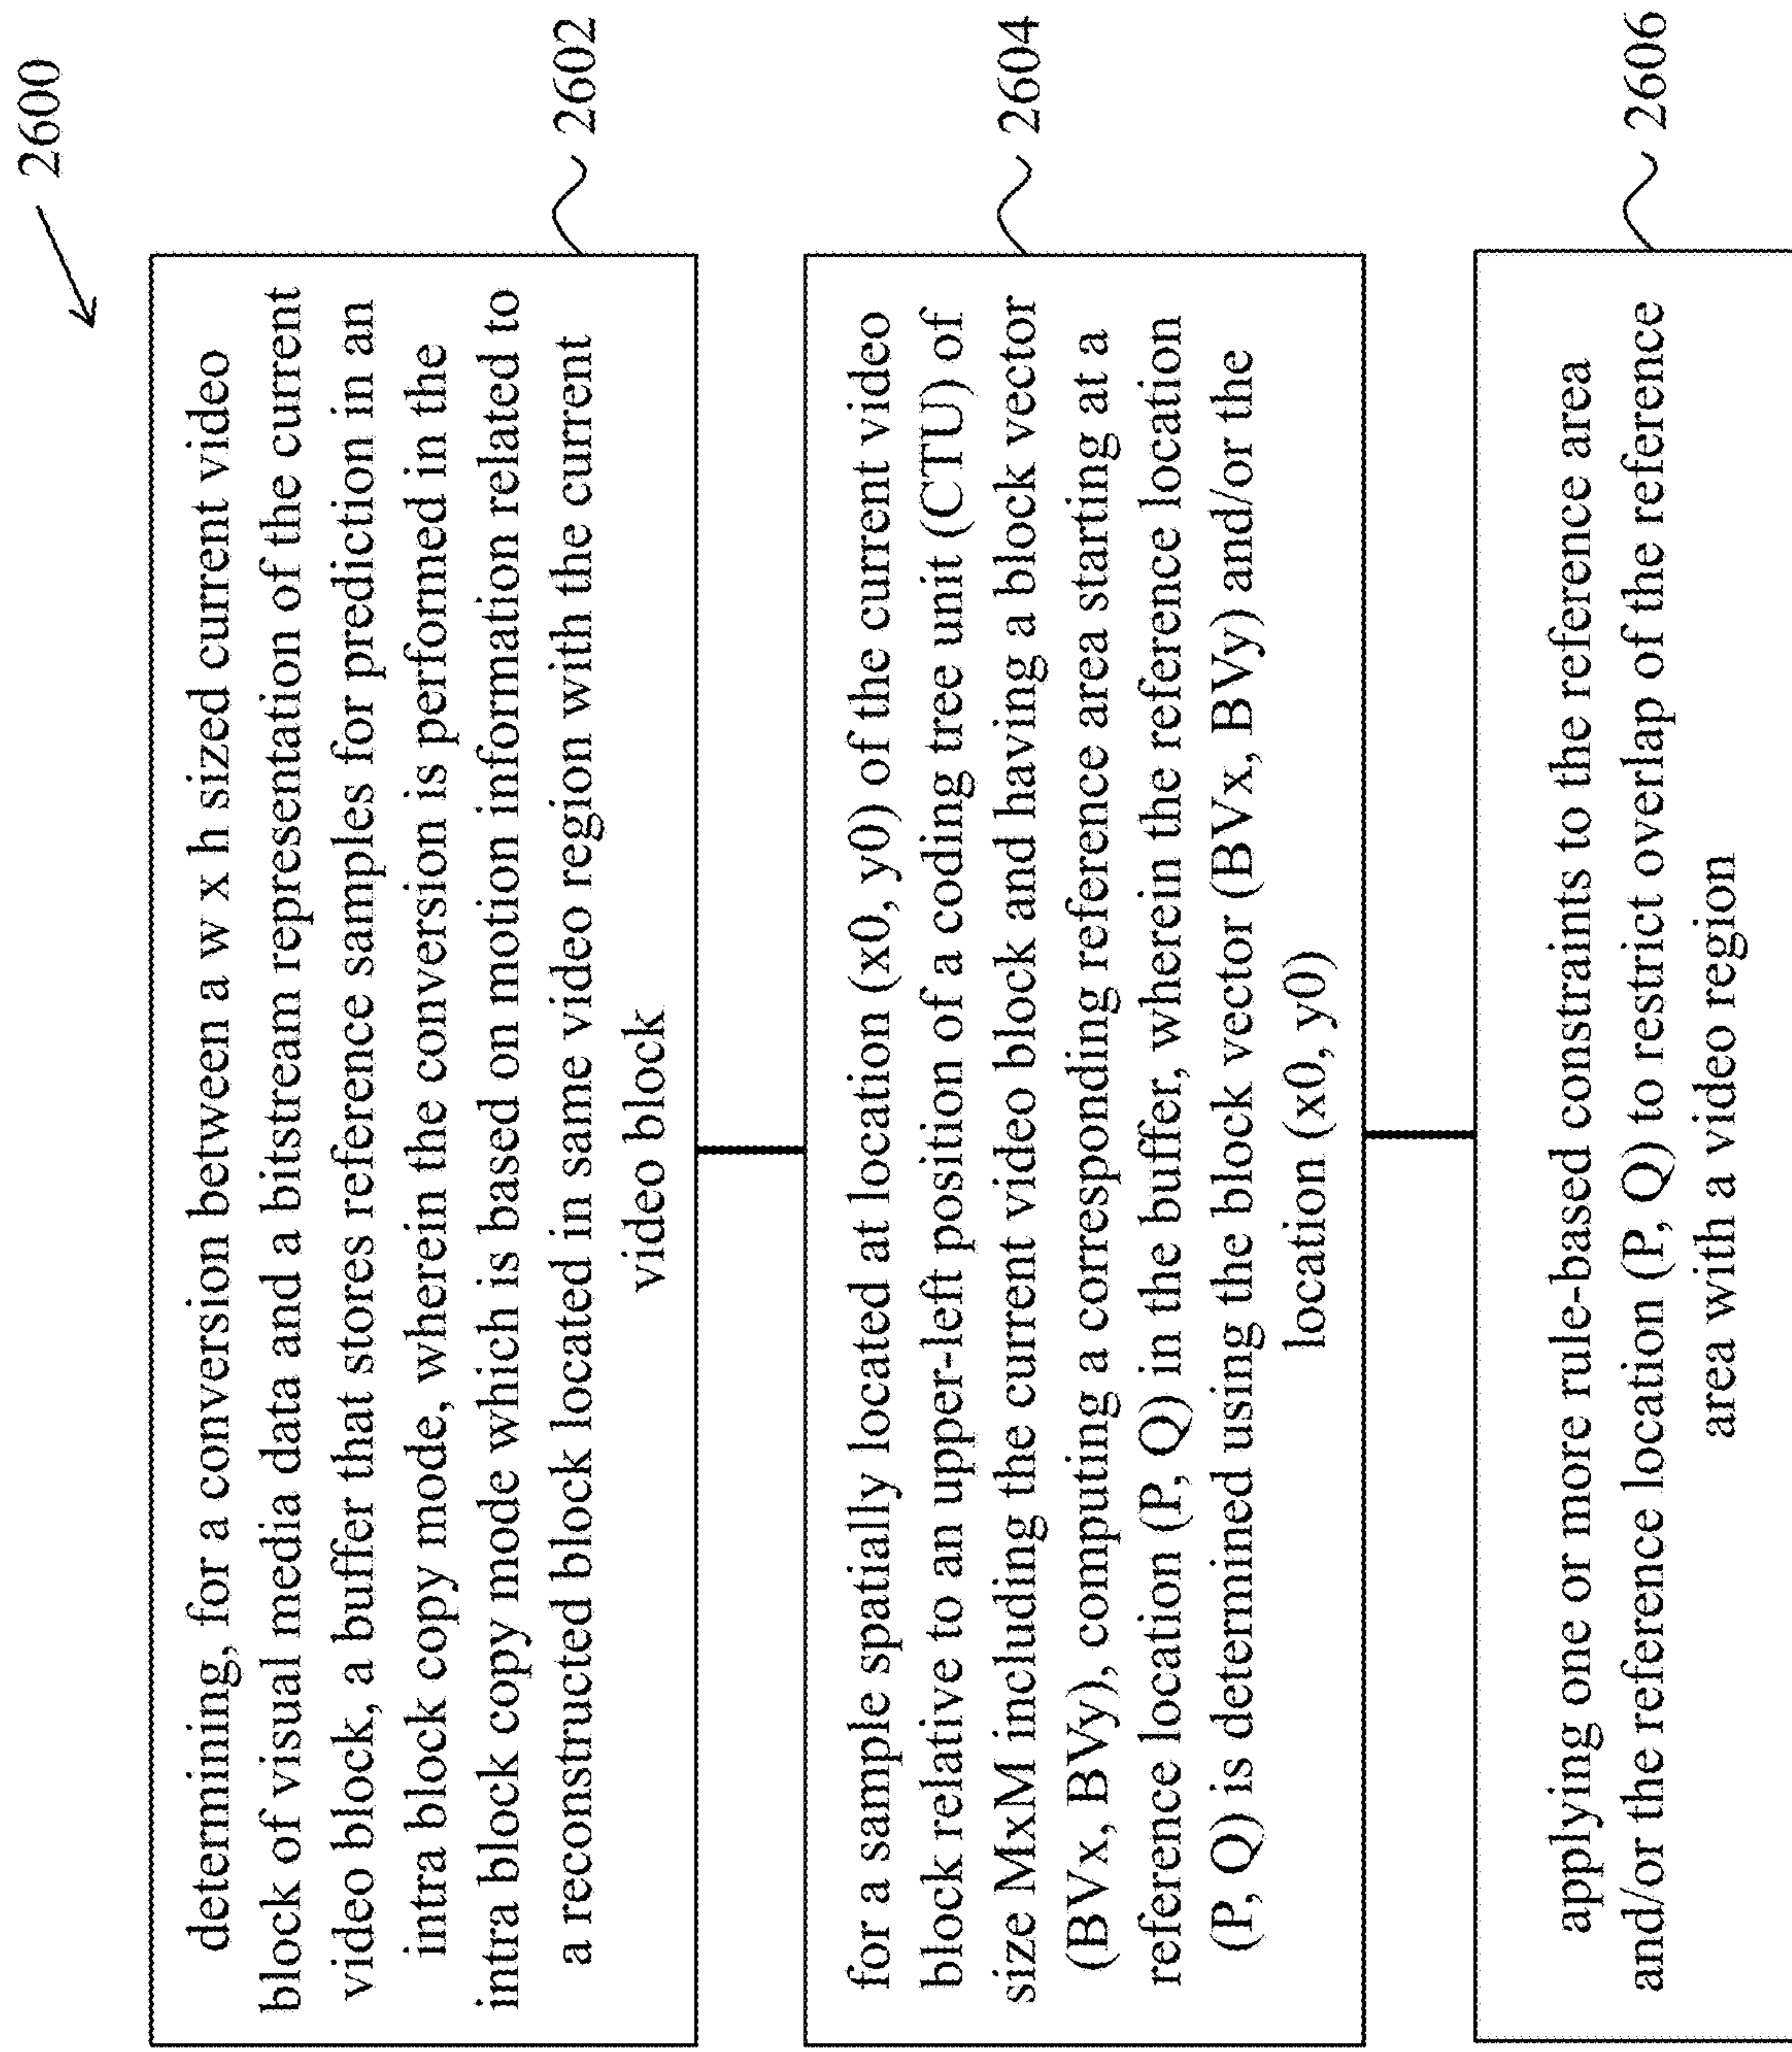 2600
determining, for a conversion between a w x h sized current video
block of visual media data and a bitstream representation of the current
video block, a buffer that stores reference samples for prediction in an
intra block copy mode, wherein the conversion is performed in the
intra block copy mode which is based on motion information related to
a reconstructed block located in same video region with the current
video block
2602
for a sample spatially located at location (x0, y0) of the current video
block relative to an upper-left position of a coding tree unit (CTU) of
size MxM including the current video block and having a block vector
(BVx, BVy), computing a corresponding reference area starting at a
reference location (P, Q) in the buffer, wherein the reference location
(P, Q) is determined using the block vector (BVx, BVy) and/or the
location (x0, y0)
2604
applying one or more rule-based constraints to the reference area
and/or the reference location (P, Q) to restrict overlap of the reference
area with a video region
2606